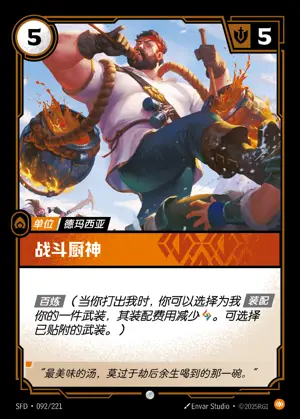 5
5
单位 德玛西亚
战斗厨神
百炼（当你打出我时，你可以选择为我 装配
你的一件武装，其装配费用减少。可选择
已贴附的武装。）
“最美味的汤，莫过于劫后余生喝到的那一碗。”
SFD • 092/221
Envar Studio
©2025RGI